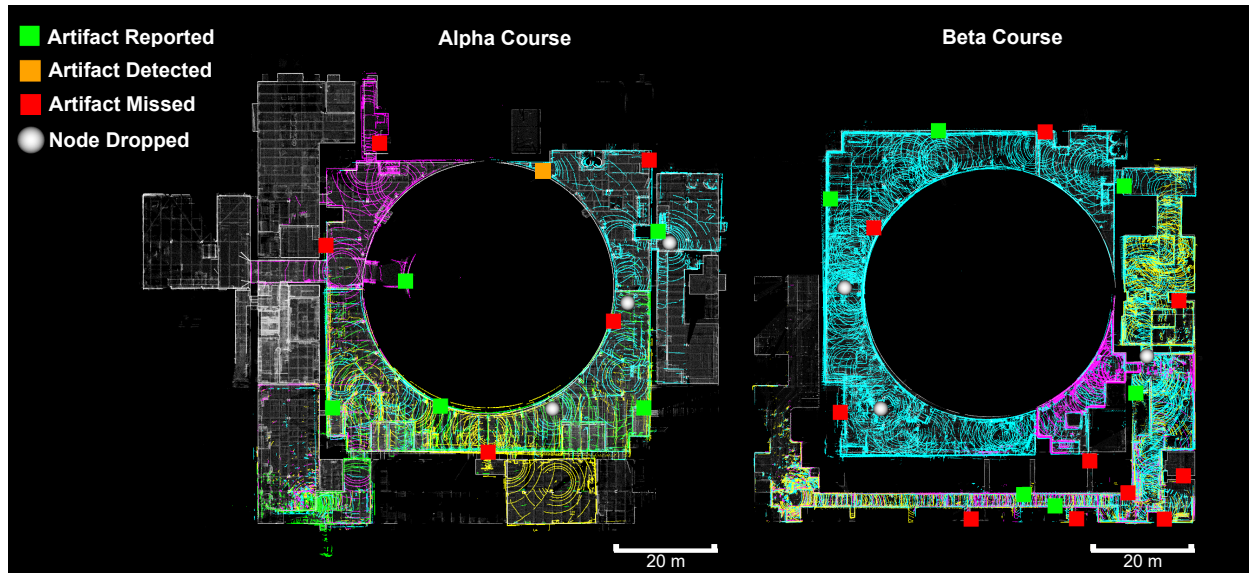 Artifact Reported
Artifact Detected
Artifact Missed
Node Dropped
Alpha Course
Beta Course
20 m
20 m